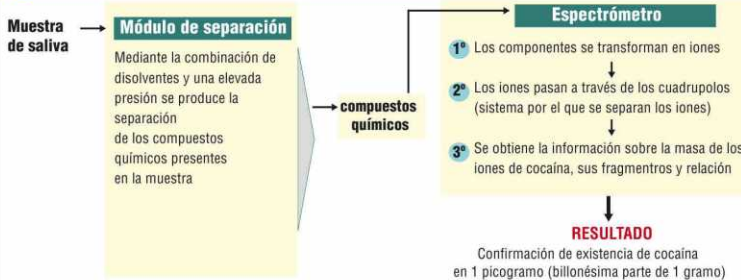 Muestra
de saliva
Módulo de separación
Mediante la combinación de
disolventes y una elevada
presión se produce la
separación
de los compuestos
químicos presentes
en la muestra
compuestos
químicos
Espectrómetro
1º Los componentes se transforman en iones
2º Los iones pasan a través de los cuadrupolos
(sistema por el que se separan los iones)
3º Se obtiene la información sobre la masa de los
iones de cocaína, sus fragmentros y relación
RESULTADO
Confirmación de existencia de cocaína
en 1 picogramo (billonésima parte de 1 gramo)